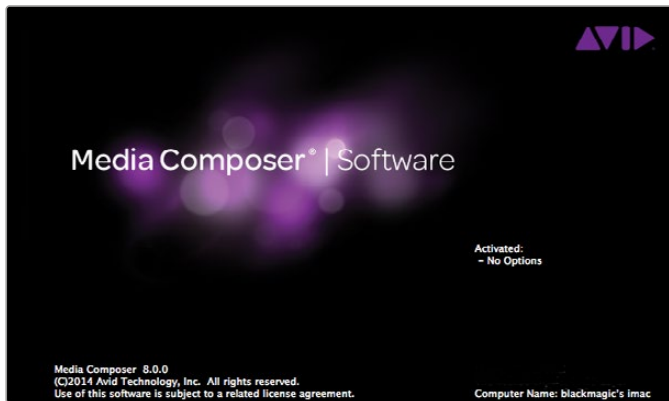 AVID
Media Composer® | Software
Activated:
– No Options
Media Composer 8.0.0
(C)2014 Avid Technology, Inc. All rights reserved.
Use of this software is subject to a related license agreement.
Computer Name: blackmagic's imac